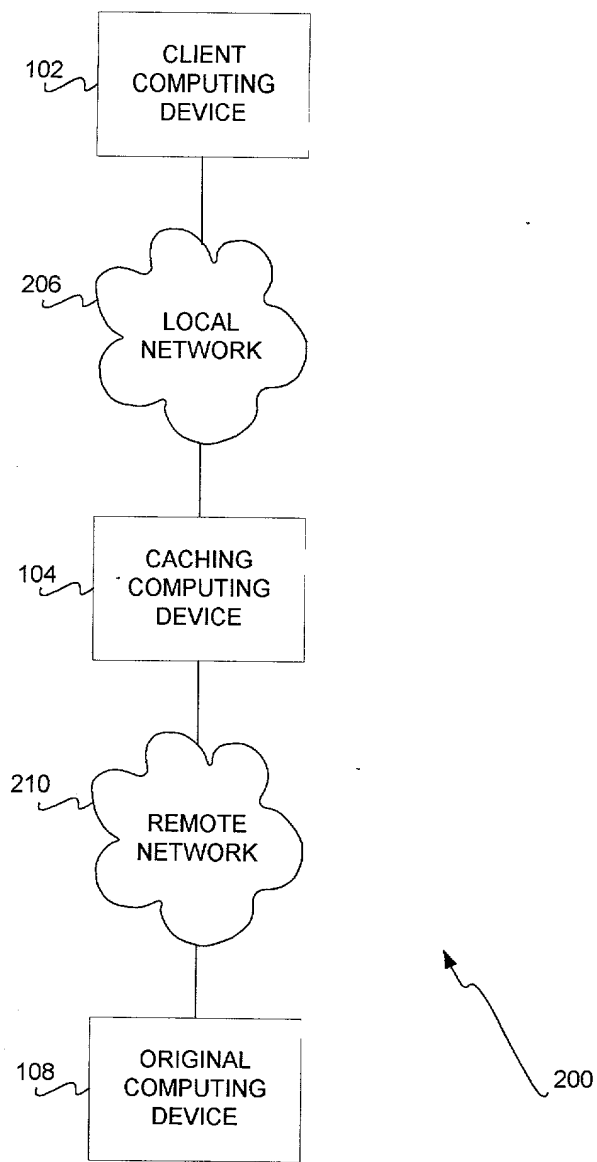 102
CLIENT
COMPUTING
DEVICE
206
LOCAL
NETWORK
104
CACHING
COMPUTING
DEVICE
210
REMOTE
NETWORK
108
ORIGINAL
COMPUTING
DEVICE
200